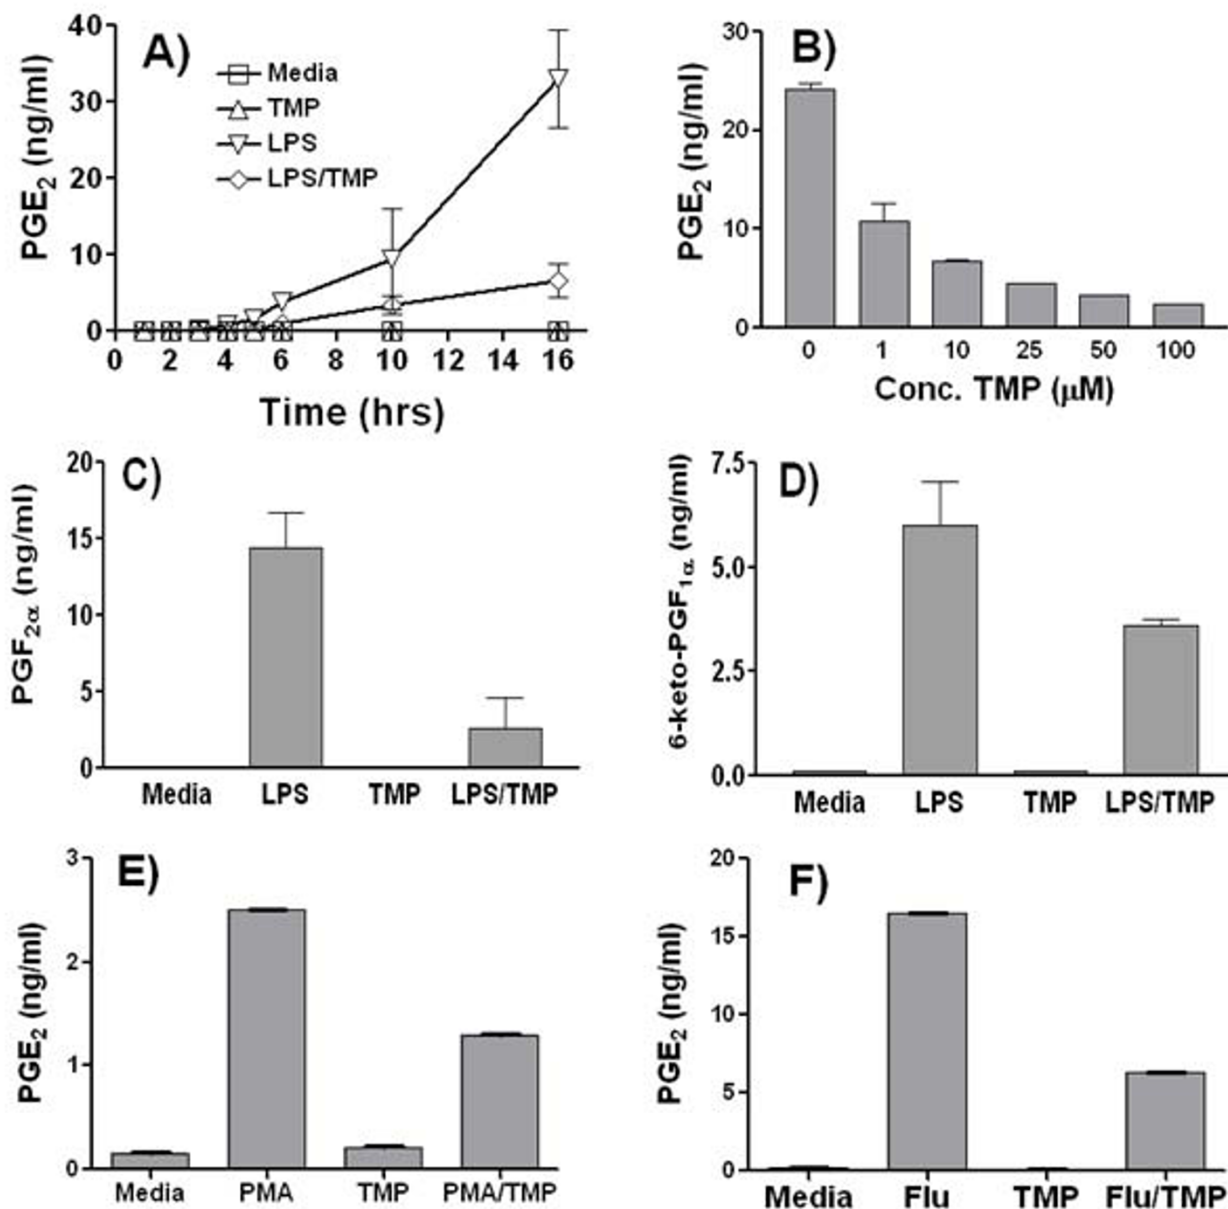 A)
PGE2 (ng/ml)
40
30
20
10
0
Media
TMP
LPS
LPS/TMP
0 2 4 6 8 10 12 14 16
Time (hrs)
B)
PGE2 (ng/ml)
30
20
10
0
0 1 10 25 50 100
Conc. TMP (μM)
C)
PGF2α (ng/ml)
20
15
10
5
0
Media LPS TMP LPS/TMP
D)
6-keto-PGF1α (ng/ml)
7.5
5.0
2.5
0.0
Media LPS TMP LPS/TMP
E)
PGE2 (ng/ml)
3
2
1
0
Media PMA TMP PMA/TMP
F)
PGE2 (ng/ml)
20
15
10
5
0
Media Flu TMP Flu/TMP